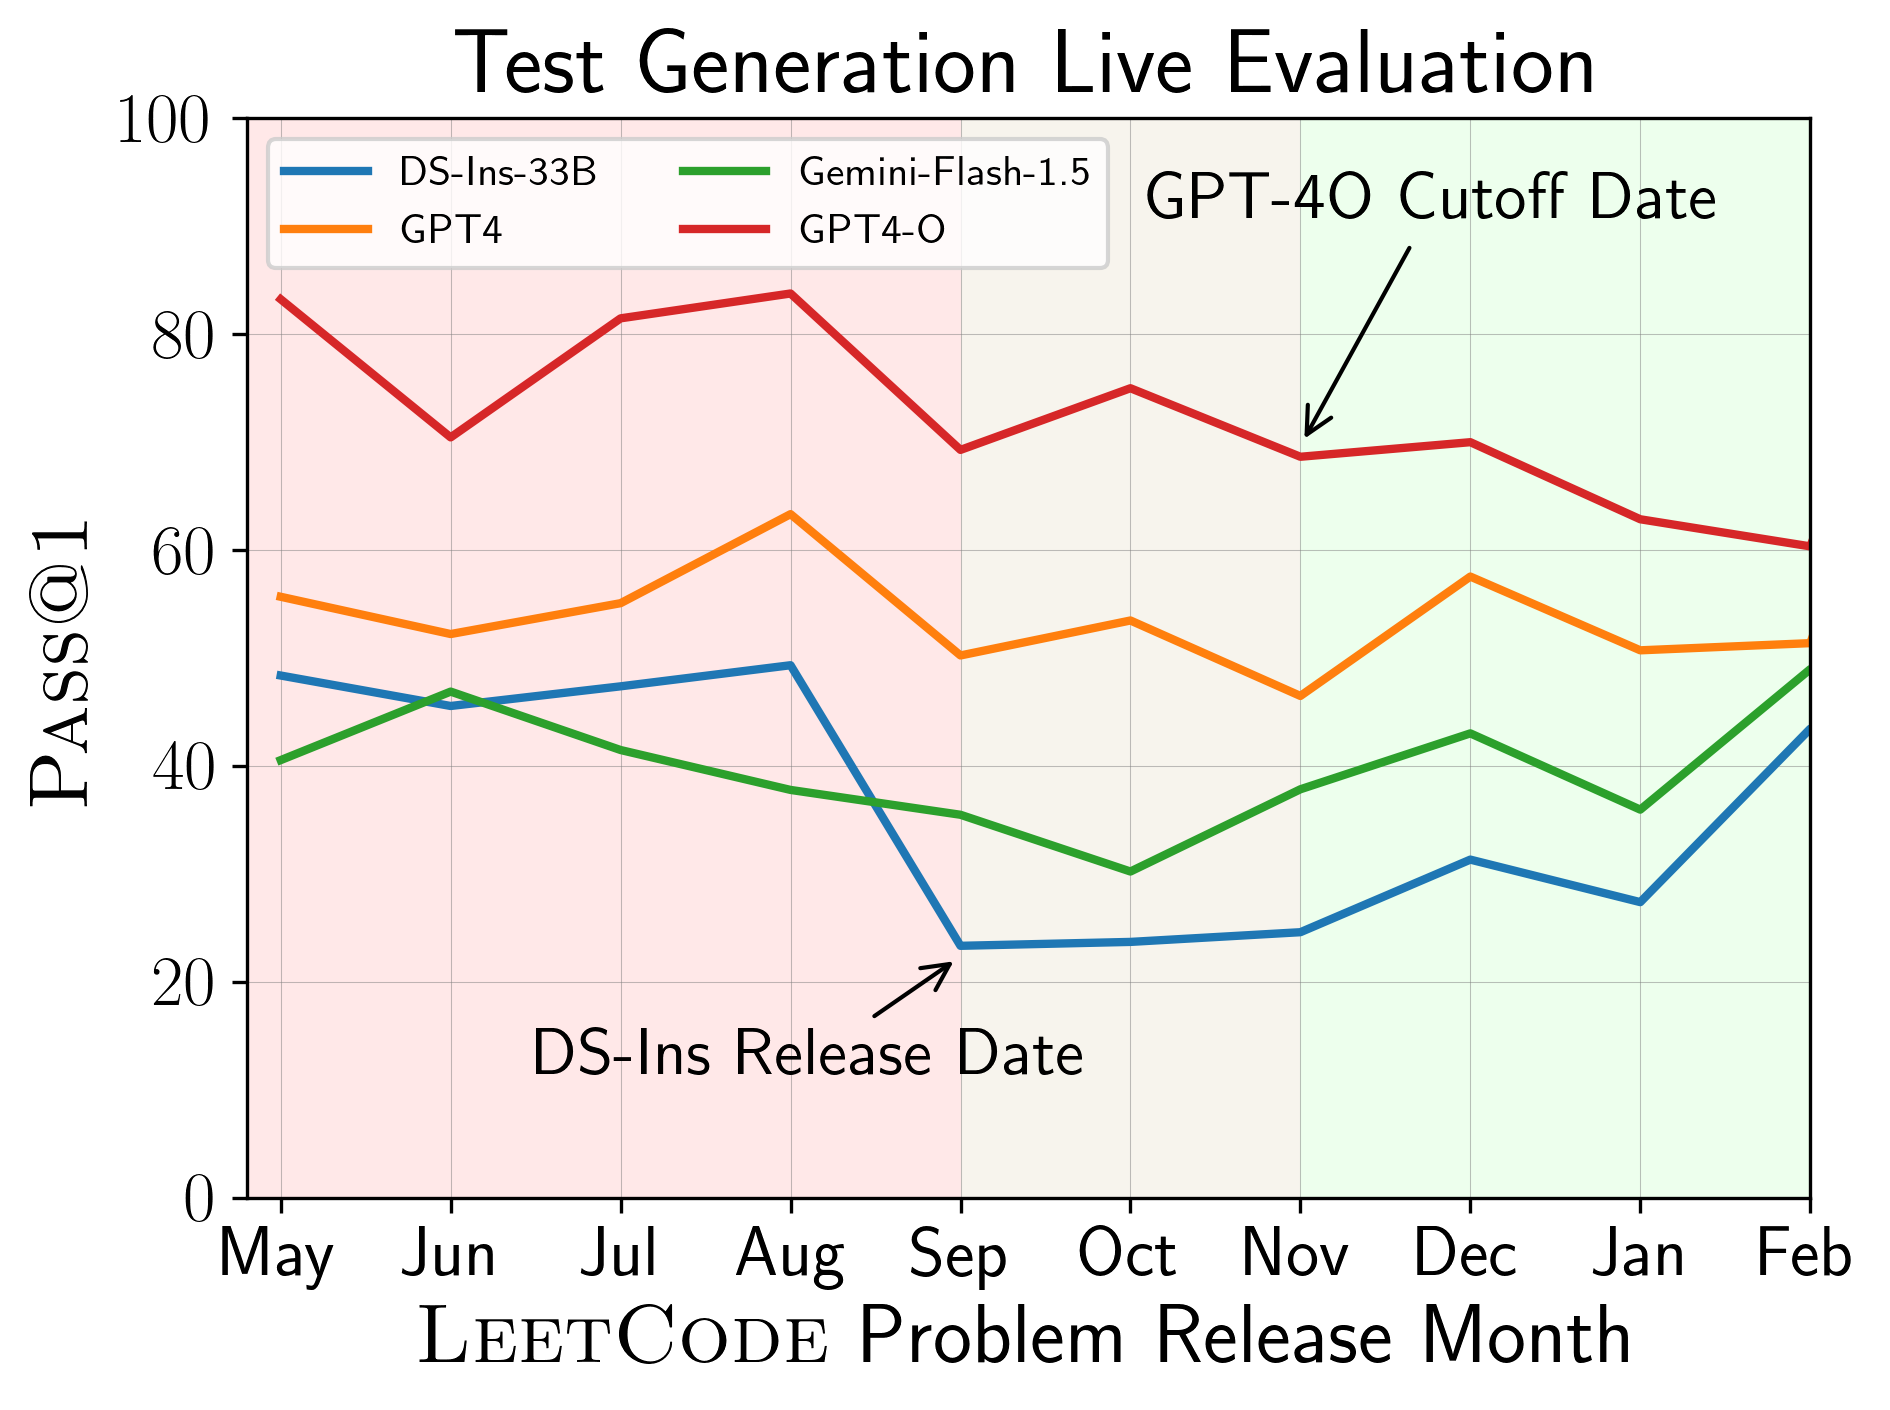 Test Generation Live Evaluation
DS-Ins-33B
GPT4
Gemini-Flash-1.5
GPT4-O
GPT-4O Cutoff Date
DS-Ins Release Date
PASS@1
100
80
60
40
20
0
May Jun Jul Aug Sep Oct Nov Dec Jan Feb
LEETCODE Problem Release Month